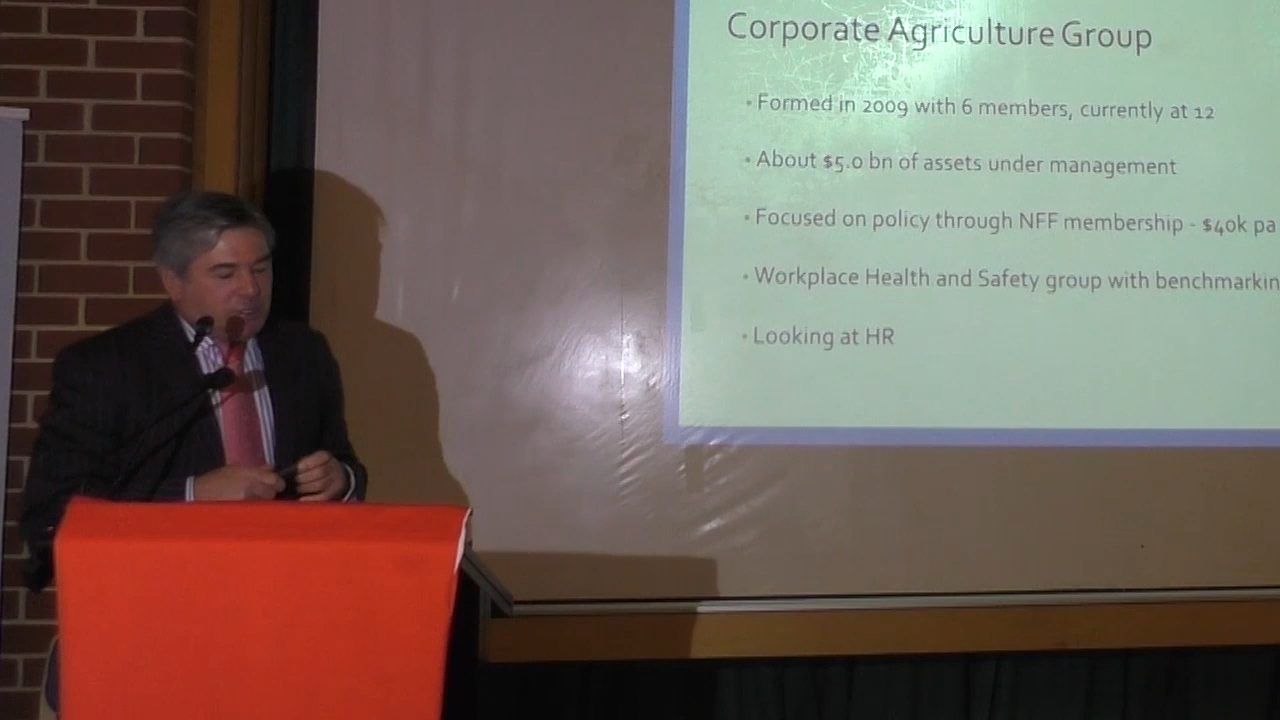 Corporate Agriculture Group
• Formed in 2009 with 6 members, currently at 12
• About $5.0 bn of assets under management
• Focused on policy through NFF membership - $40k pa
• Workplace Health and Safety group with benchmarkin
• Looking at HR